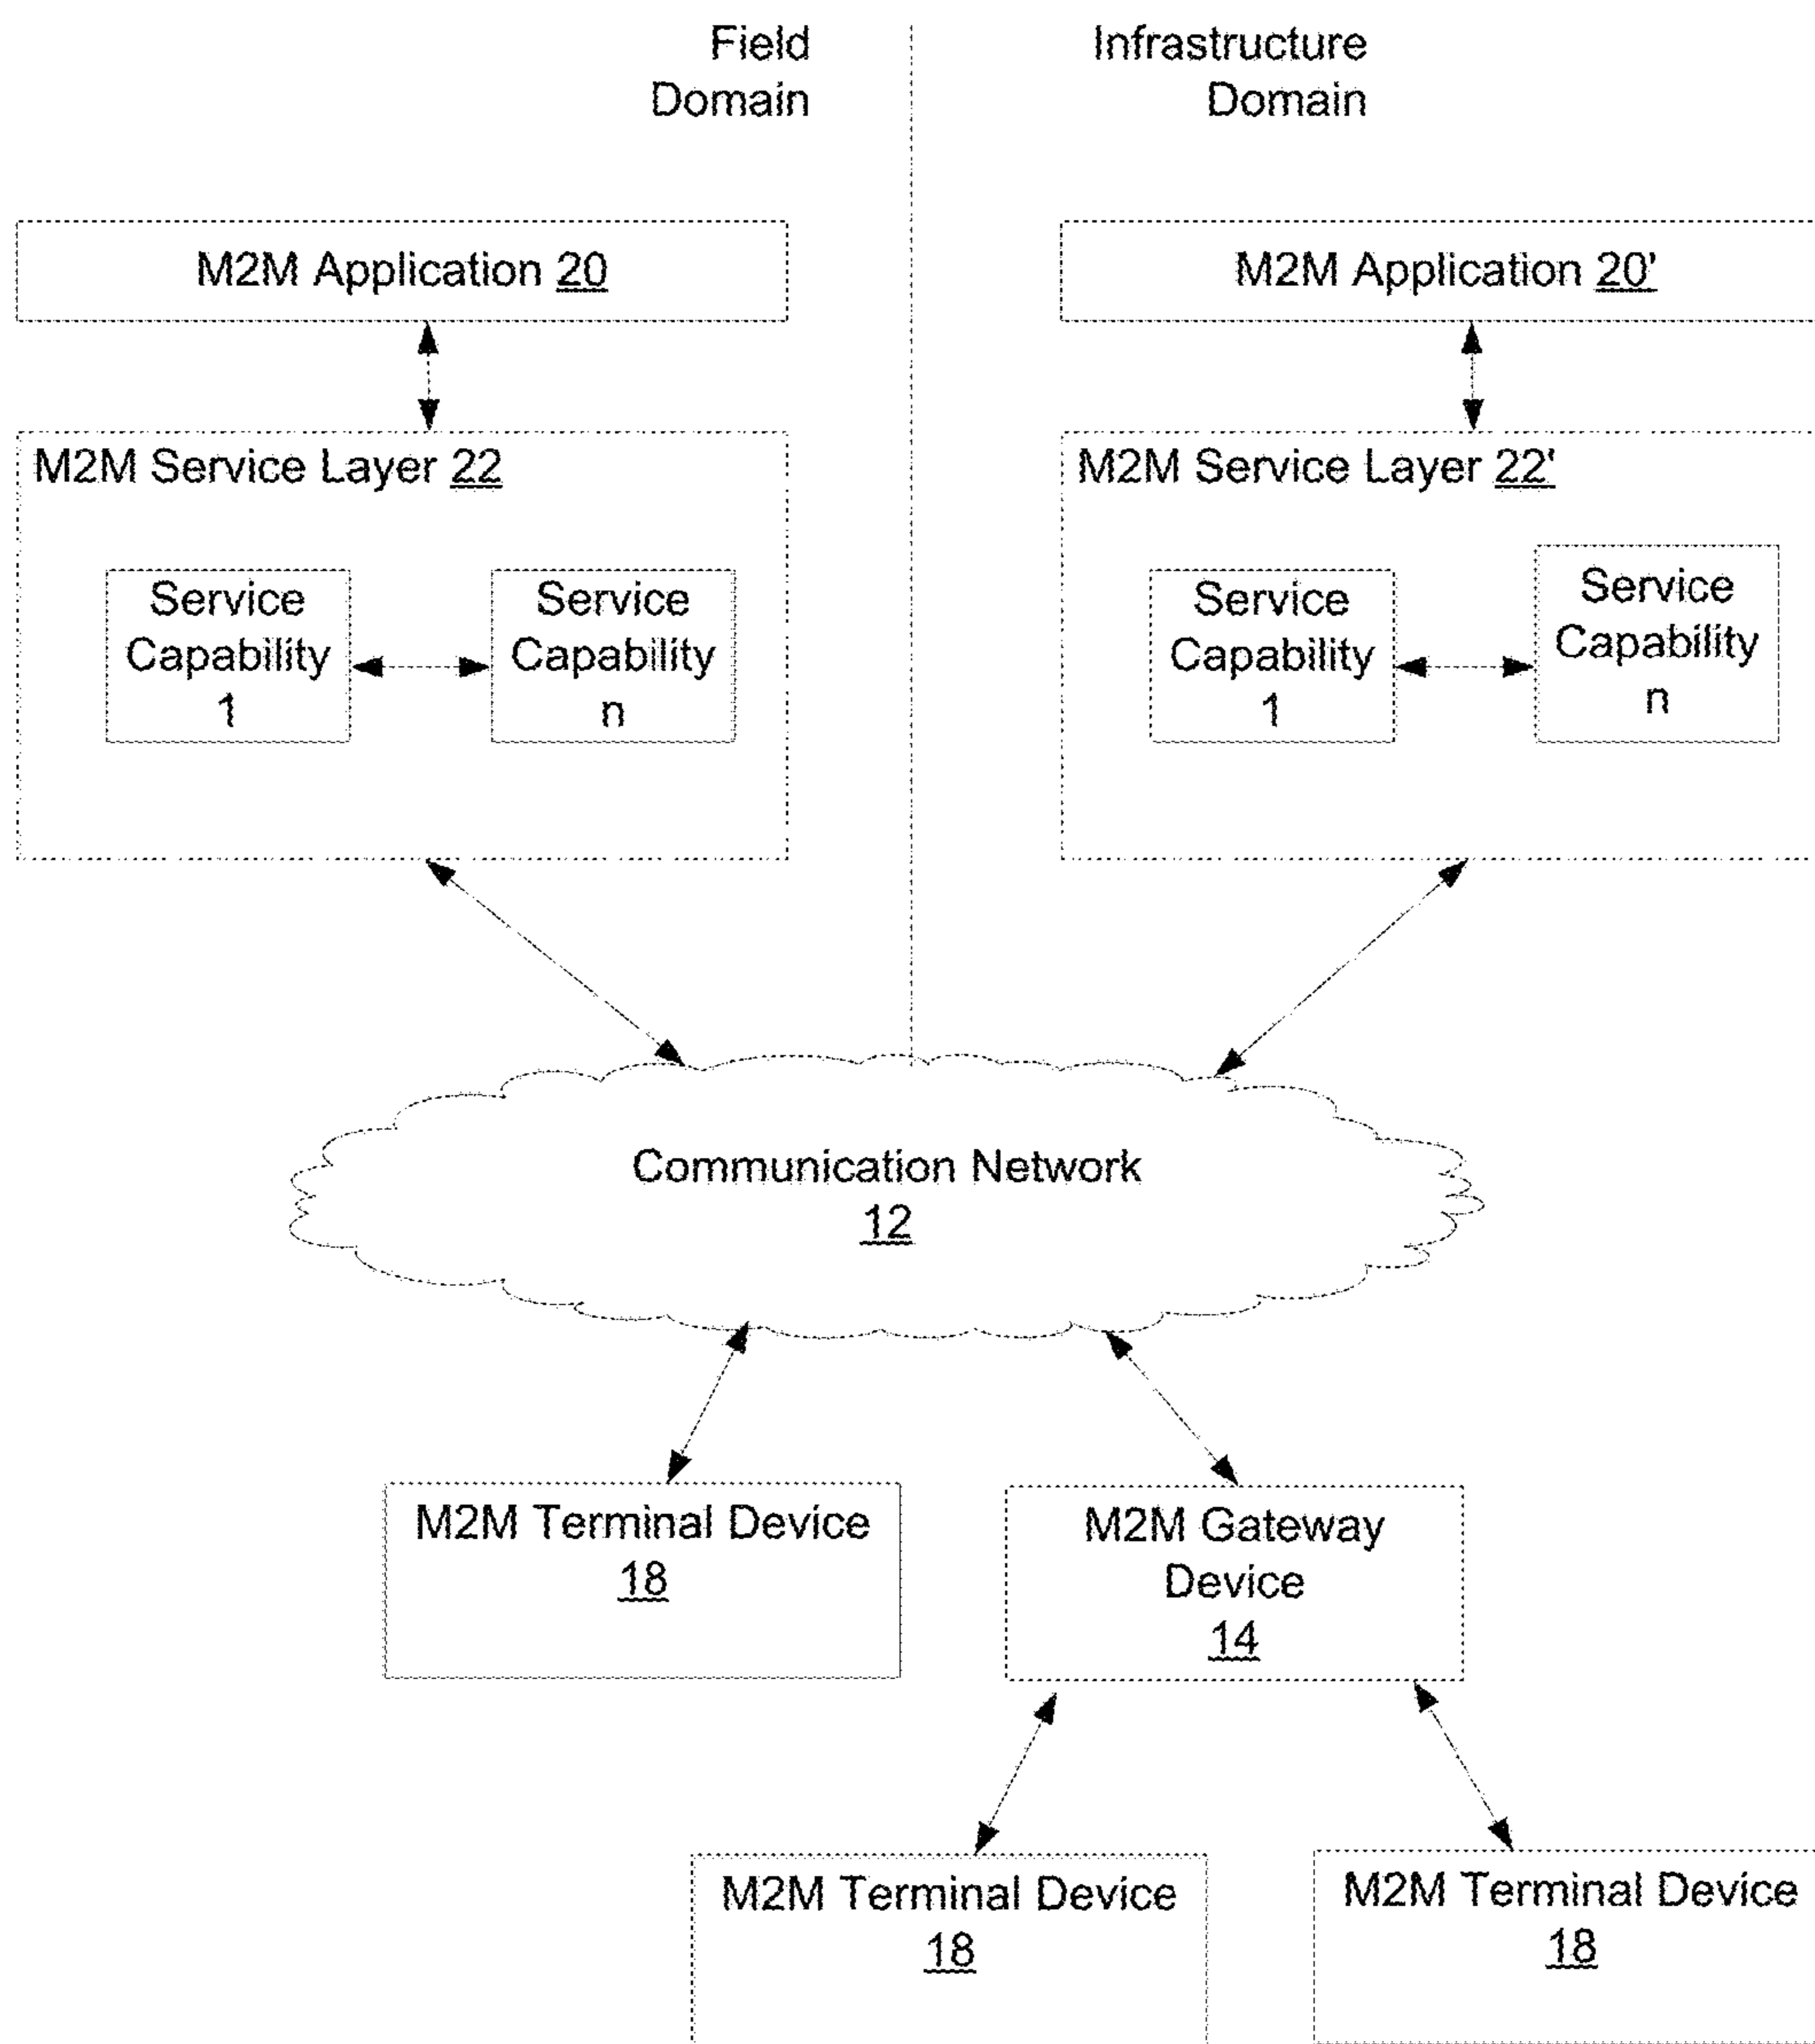 Field
Domain
Infrastructure
Domain
M2M Application 20
M2M Application 20'
M2M Service Layer 22
M2M Service Layer 22'
Service
Capability
1
Service
Capability
n
Service
Capability
1
Service
Capability
n
Communication Network
12
M2M Terminal Device
18
M2M Gateway
Device
14
M2M Terminal Device
18
M2M Terminal Device
18